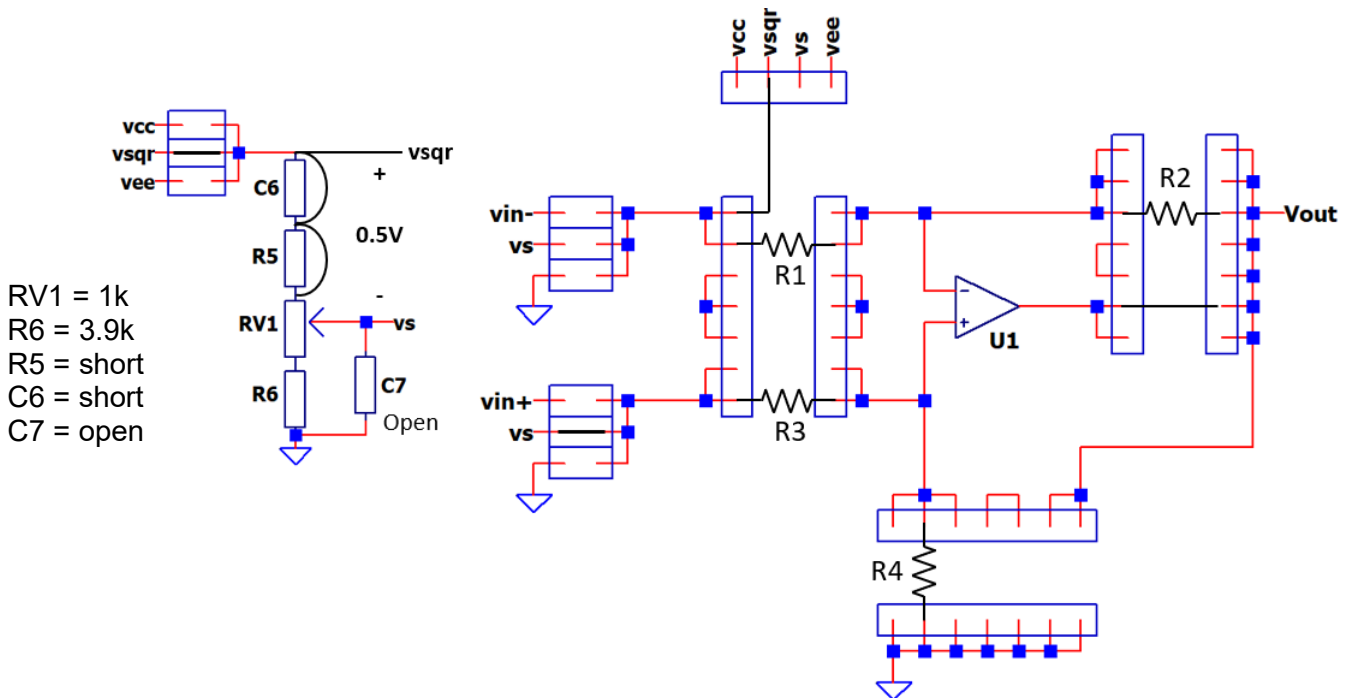 vcc
vsqr
vs
vee
vcc
vsqr
vee
vsqr
C6
+
0.5V
R5
-
RV1
vs
R6
C7
Open
RV1 = 1k
R6 = 3.9k
R5 = short
C6 = short
C7 = open
vin-
vs
R1
vin+
vs
R3
−
+
U1
R2
Vout
R4